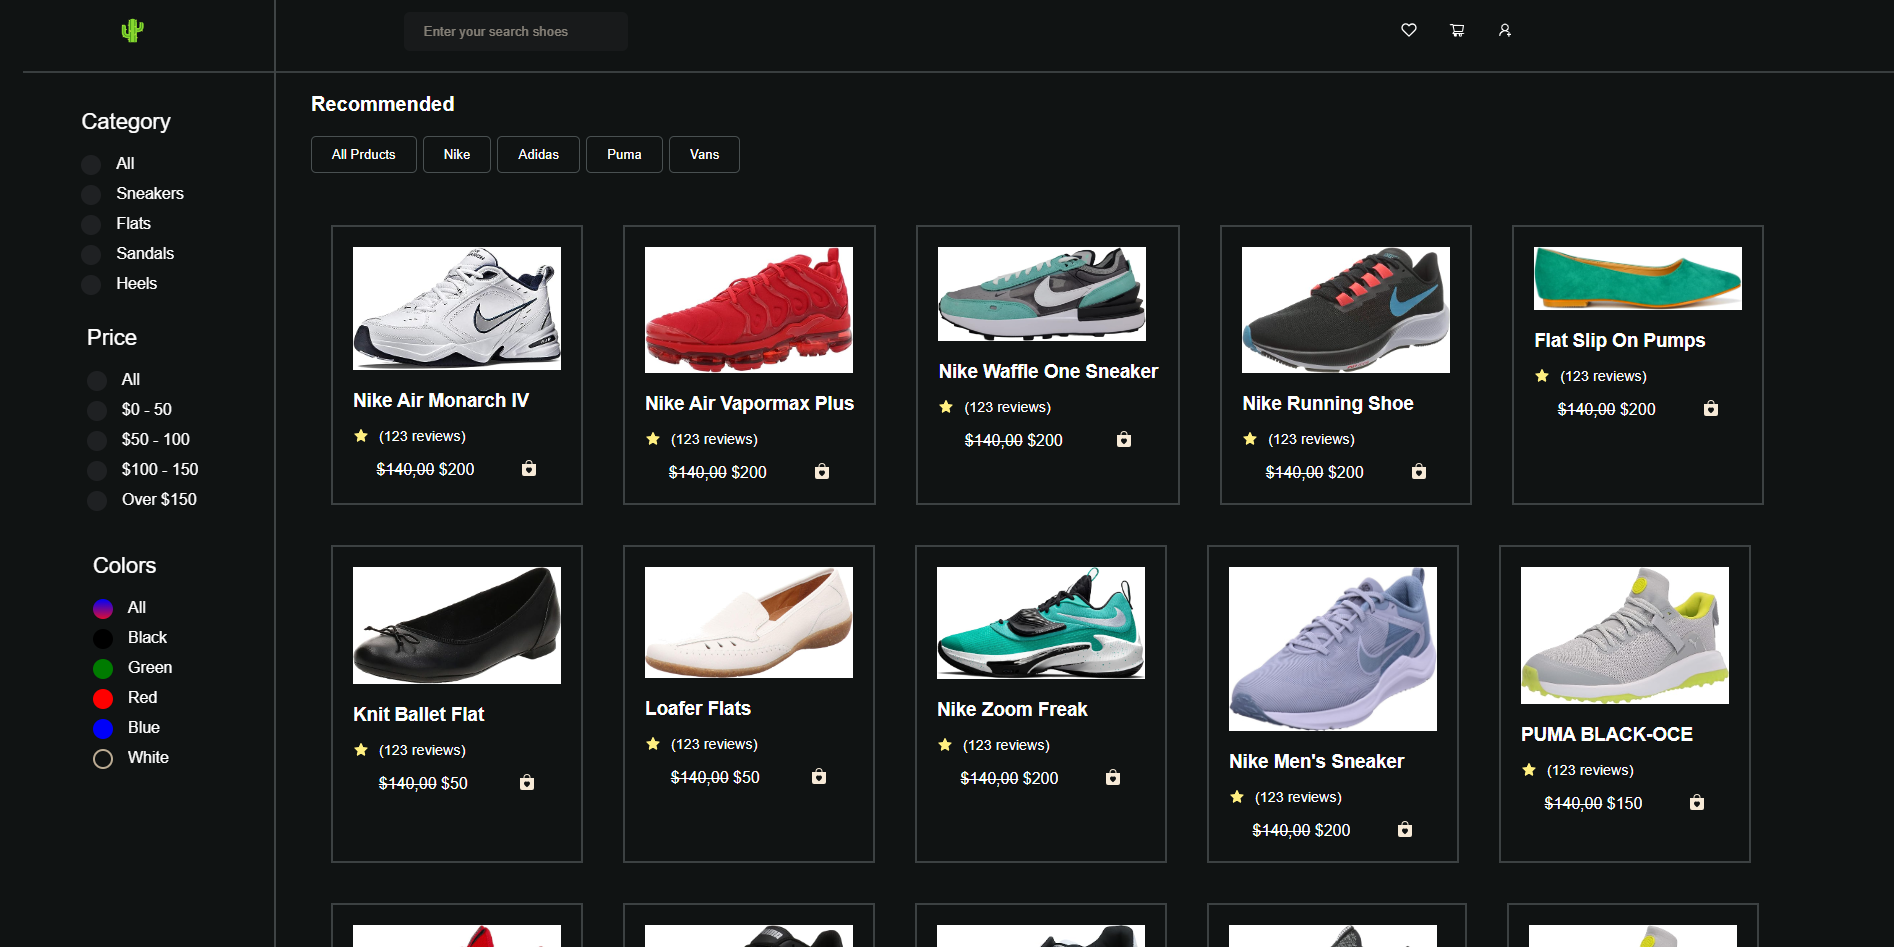 Enter your search shoes
Category
All
Sneakers
Flats
Sandals
Heels
Price
All
$0 - 50
$50 - 100
$100 - 150
Over $150
Colors
All
Black
Green
Red
Blue
White
Recommended
All Prducts
Nike
Adidas
Puma
Vans
Nike Air Monarch IV
(123 reviews)
$140,00 $200
Nike Air Vapormax Plus
(123 reviews)
$140,00 $200
Nike Waffle One Sneaker
(123 reviews)
$140,00 $200
Nike Running Shoe
(123 reviews)
$140,00 $200
Flat Slip On Pumps
(123 reviews)
$140,00 $200
Knit Ballet Flat
(123 reviews)
$140,00 $50
Loafer Flats
(123 reviews)
$140,00 $50
Nike Zoom Freak
(123 reviews)
$140,00 $200
Nike Men's Sneaker
(123 reviews)
$140,00 $200
PUMA BLACK-OCE
(123 reviews)
$140,00 $150